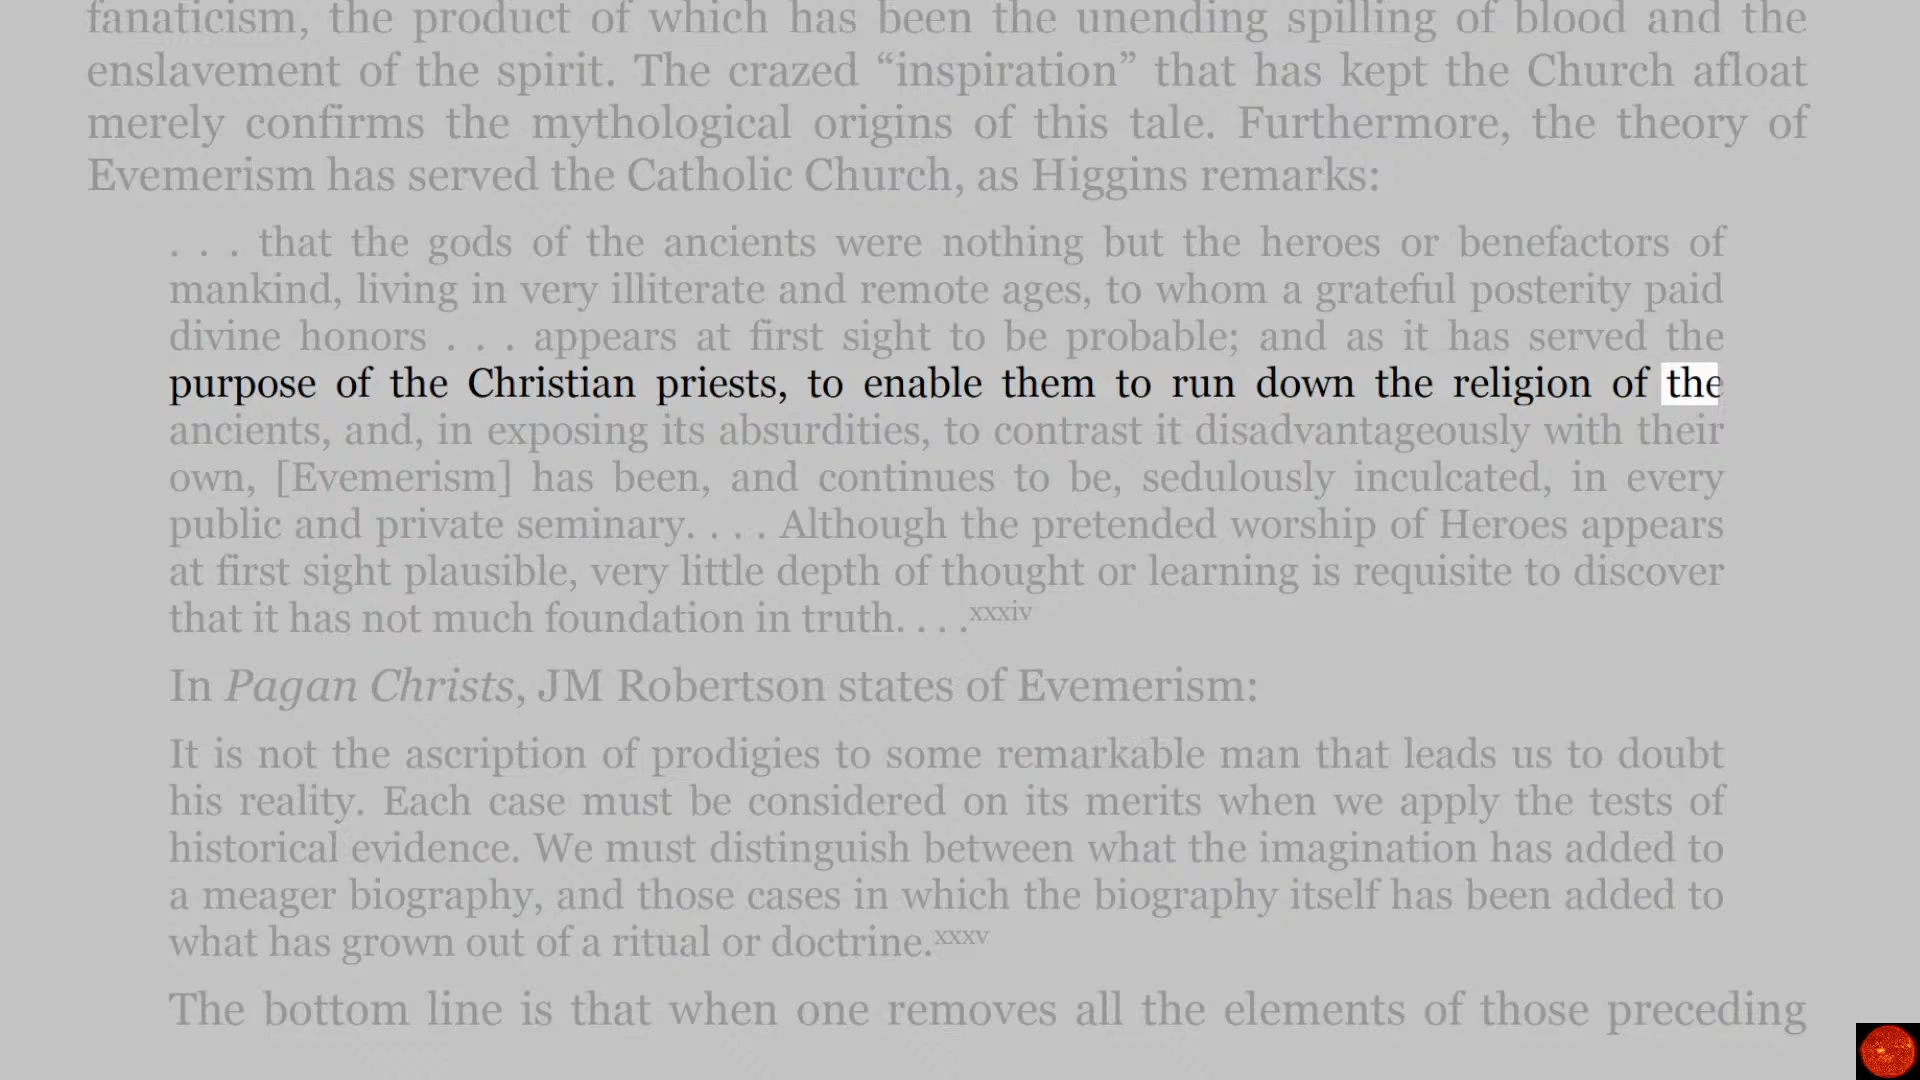 fanaticism, the product of which has been the unending spilling of blood and the
enslavement of the spirit. The crazed “inspiration” that has kept the Church afloat
merely confirms the mythological origins of this tale. Furthermore, the theory of
Evemerism has served the Catholic Church, as Higgins remarks:
. . . that the gods of the ancients were nothing but the heroes or benefactors of
mankind, living in very illiterate and remote ages, to whom a grateful posterity paid
divine honors . . . appears at first sight to be probable; and as it has served the
purpose of the Christian priests, to enable them to run down the religion of the
ancients, and, in exposing its absurdities, to contrast it disadvantageously with their
own, [Evemerism] has been, and continues to be, sedulously inculcated, in every
public and private seminary. . . . Although the pretended worship of Heroes appears
at first sight plausible, very little depth of thought or learning is requisite to discover
that it has not much foundation in truth. . . .xxxiv
In Pagan Christs, JM Robertson states of Evemerism:
It is not the ascription of prodigies to some remarkable man that leads us to doubt
his reality. Each case must be considered on its merits when we apply the tests of
historical evidence. We must distinguish between what the imagination has added to
a meager biography, and those cases in which the biography itself has been added to
what has grown out of a ritual or doctrine.xxxv
The bottom line is that when one removes all the elements of those preceding